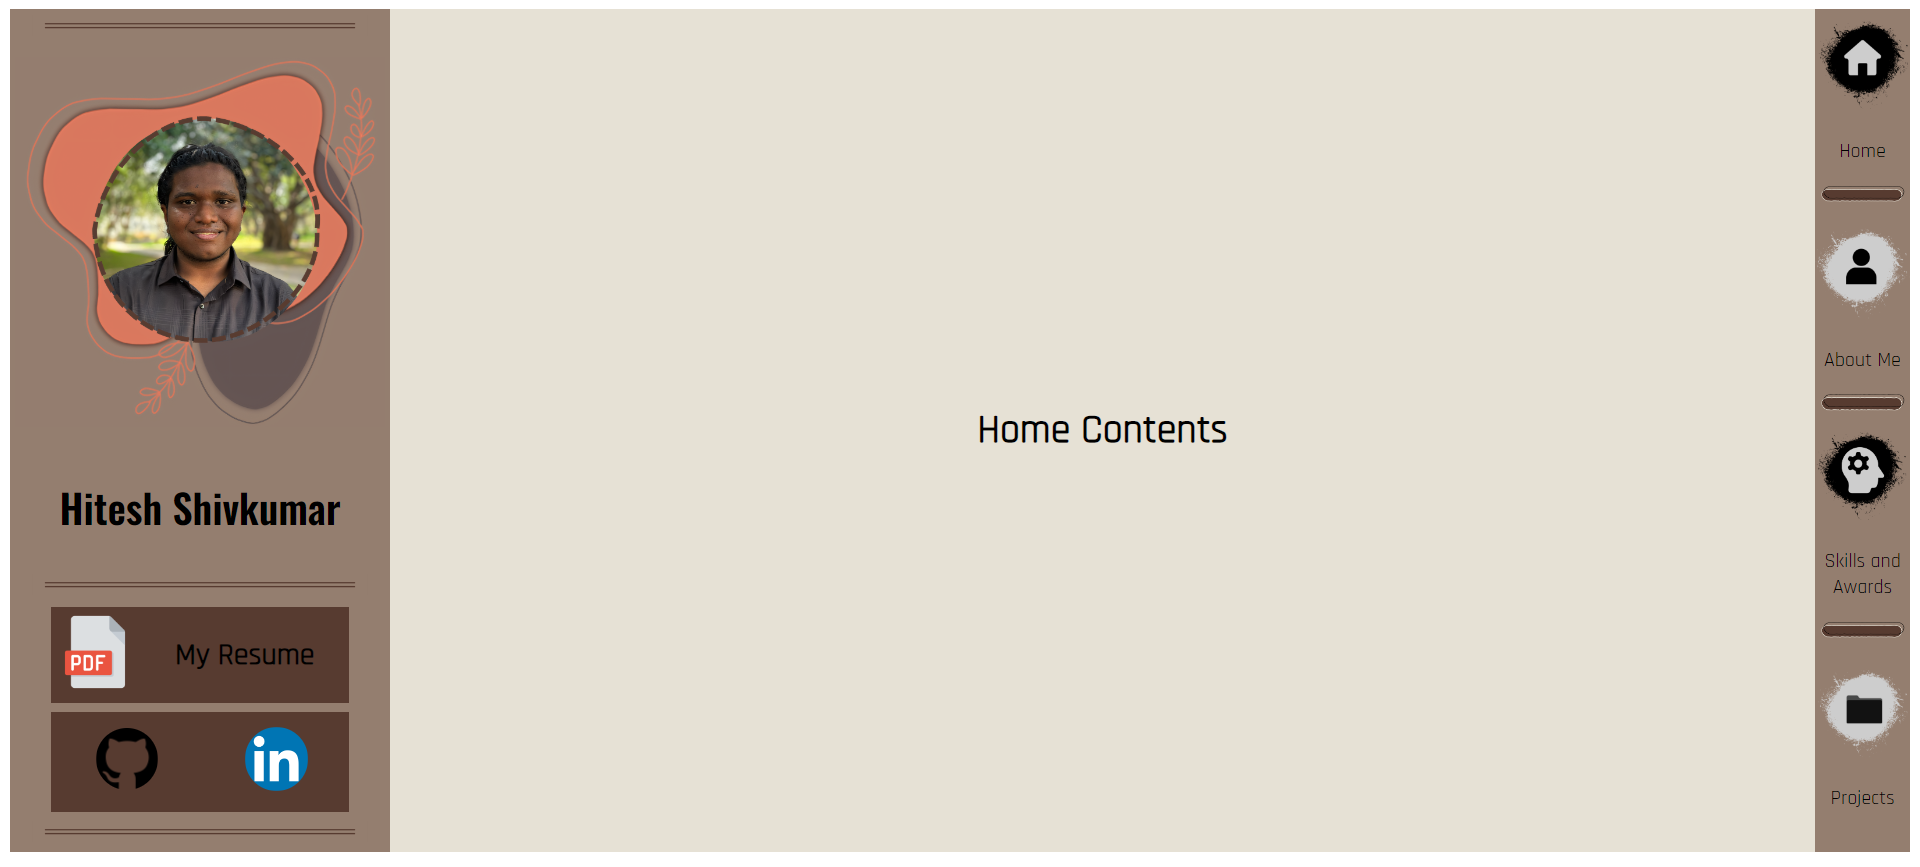 Hitesh Shivkumar
PDF
My Resume
in
Home Contents
Home
About Me
Skills and
Awards
Projects